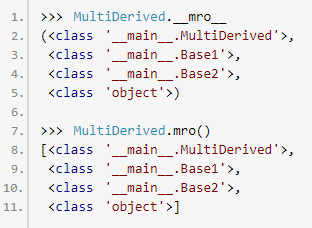 1. >>> MultiDerived.__mro__
2. (<class '__main__.MultiDerived'>,
3.  <class '__main__.Base1'>,
4.  <class '__main__.Base2'>,
5.  <class 'object'>)
6.
7. >>> MultiDerived.mro()
8. [<class '__main__.MultiDerived'>,
9.  <class '__main__.Base1'>,
10.  <class '__main__.Base2'>,
11.  <class 'object'>]